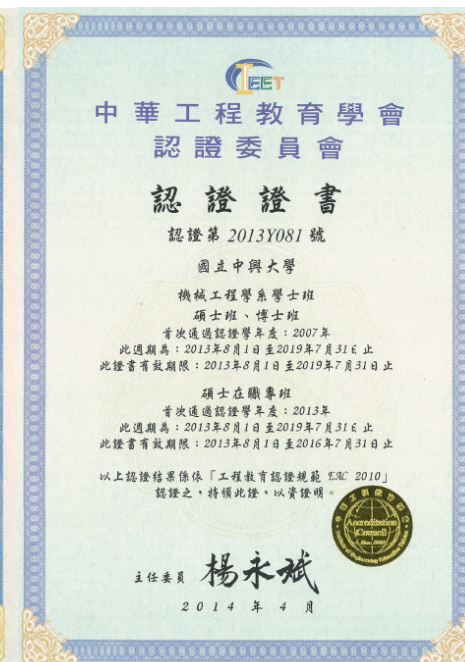 IEET
中華工程教育學會
認證委員會
認證證書
認證第 2013Y081 號
國立中興大學
機械工程學系學士班
碩士班、博士班
首次通過認證學年度：2007年
此週期為：2013年8月1日至2019年7月31日止
此證書有效期限：2013年8月1日至2019年7月31日止
碩士在職專班
首次通過認證學年度：2013年
此週期為：2013年8月1日至2019年7月31日止
此證書有效期限：2013年8月1日至2016年7月31日止
以上認證結果係依「工程教育認證規範 EAC 2010」
認證之，特頒此證，以資證明。
Accreditation
Council
主任委員 楊永斌
2014 年 4 月